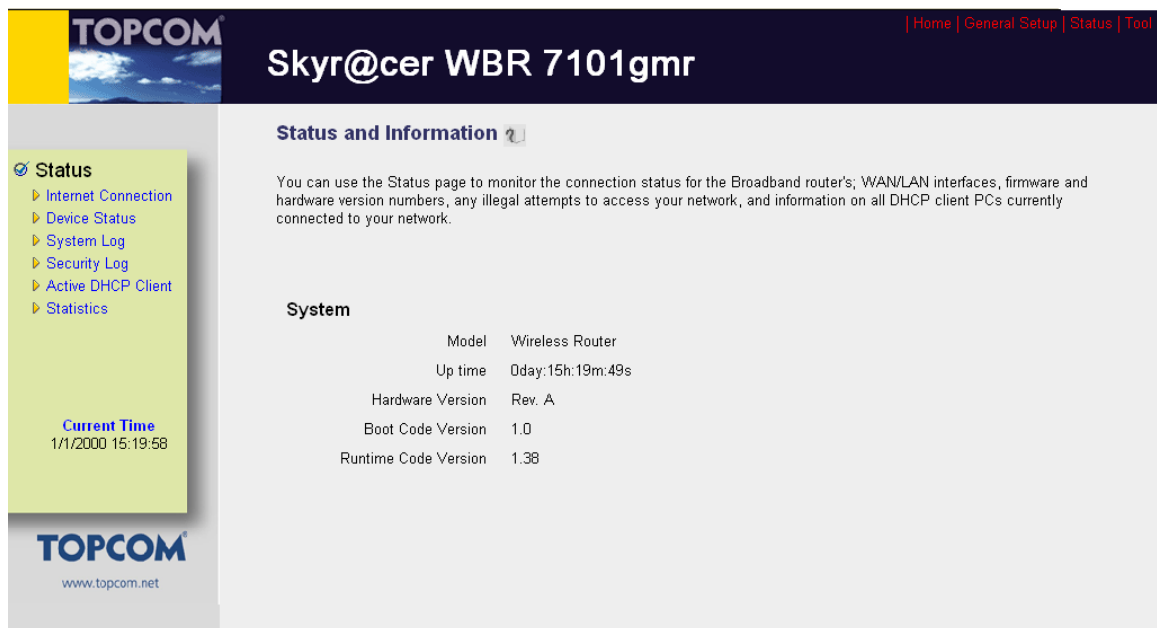 TOPCOM®
Skyr@cer WBR 7101gmr
| Home | General Setup | Status | Tool
Status
Internet Connection
Device Status
System Log
Security Log
Active DHCP Client
Statistics
Current Time
1/1/2000 15:19:58
TOPCOM®
www.topcom.net
Status and Information
You can use the Status page to monitor the connection status for the Broadband router's; WAN/LAN interfaces, firmware and
hardware version numbers, any illegal attempts to access your network, and information on all DHCP client PCs currently
connected to your network.
System
Model Wireless Router
Up time 0day:15h:19m:49s
Hardware Version Rev. A
Boot Code Version 1.0
Runtime Code Version 1.38